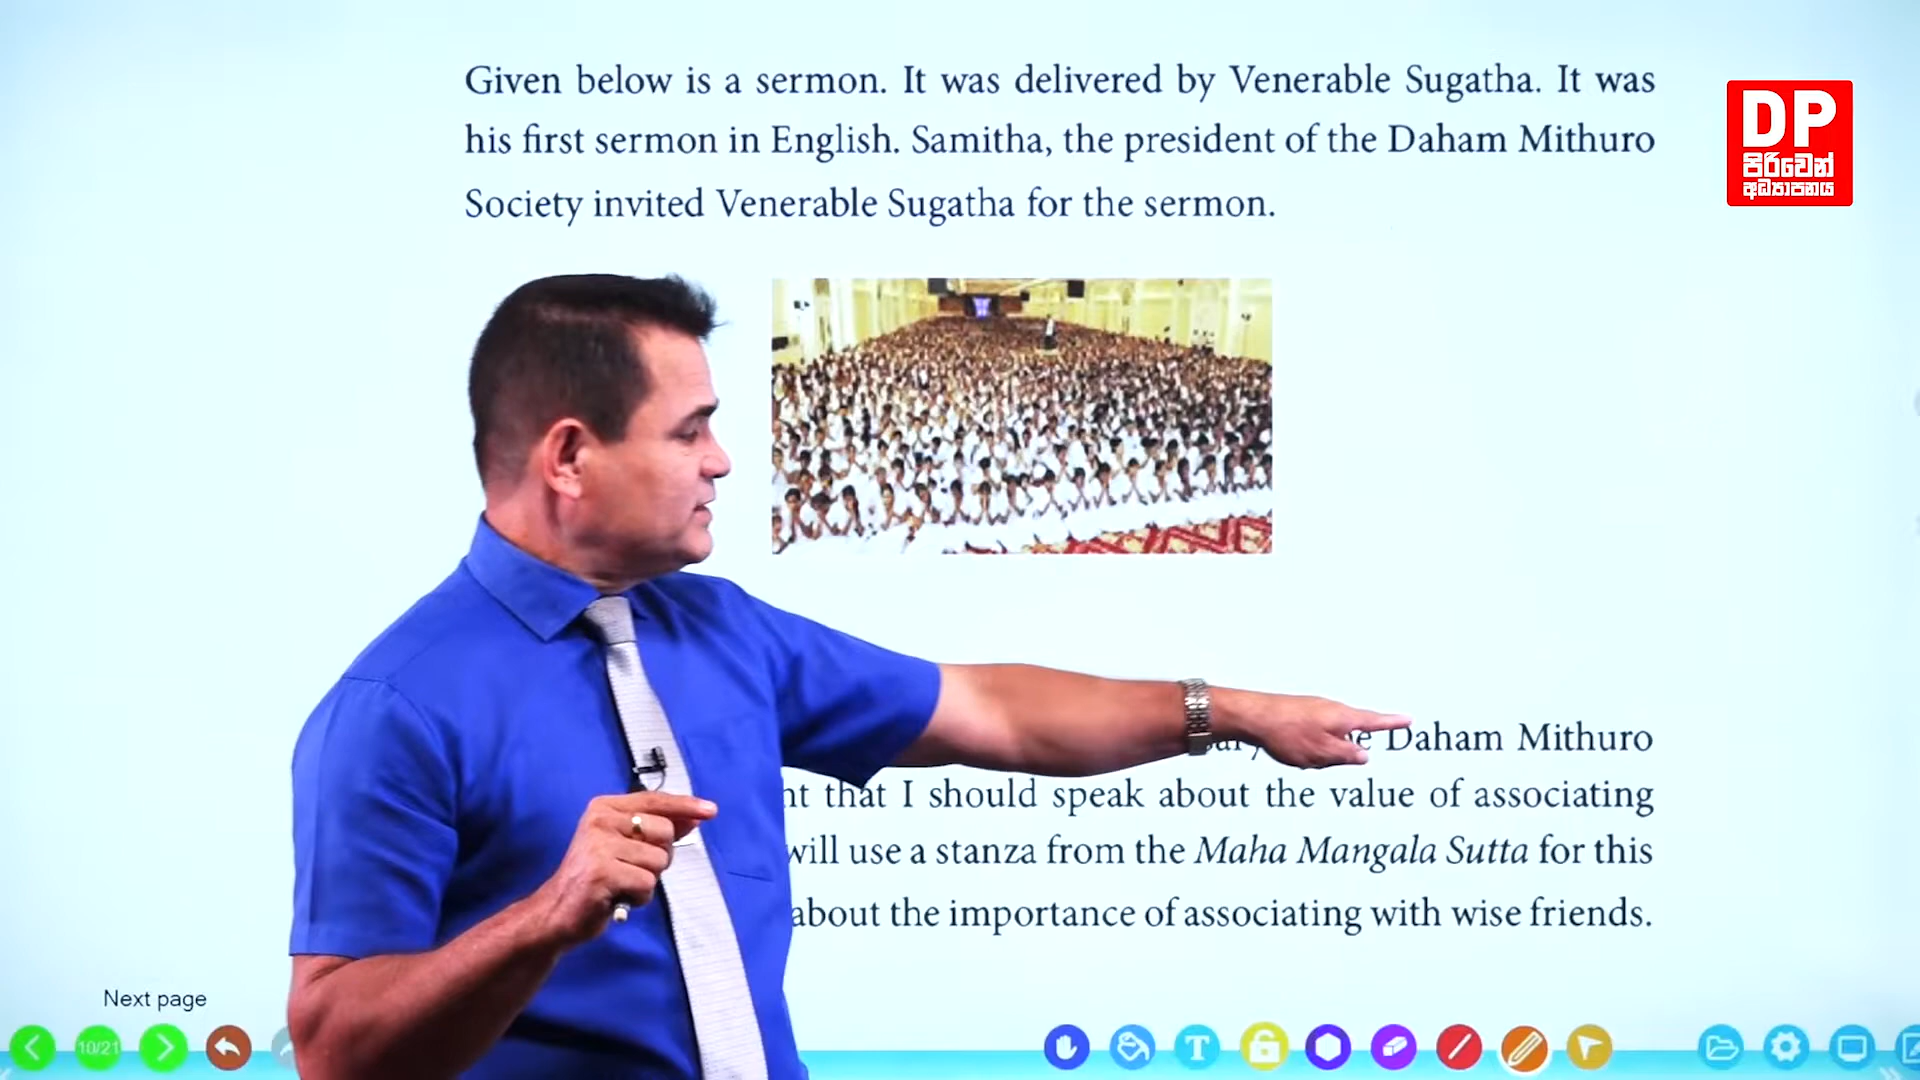 Given below is a sermon. It was delivered by Venerable Sugatha. It was
his first sermon in English. Samitha, the president of the Daham Mithuro
Society invited Venerable Sugatha for the sermon.
DP
පිරිවෙන්
අධ්‍යාපනය
Daham Mithuro
that I should speak about the value of associating
will use a stanza from the Maha Mangala Sutta for this
about the importance of associating with wise friends.
Next page
10/21
T